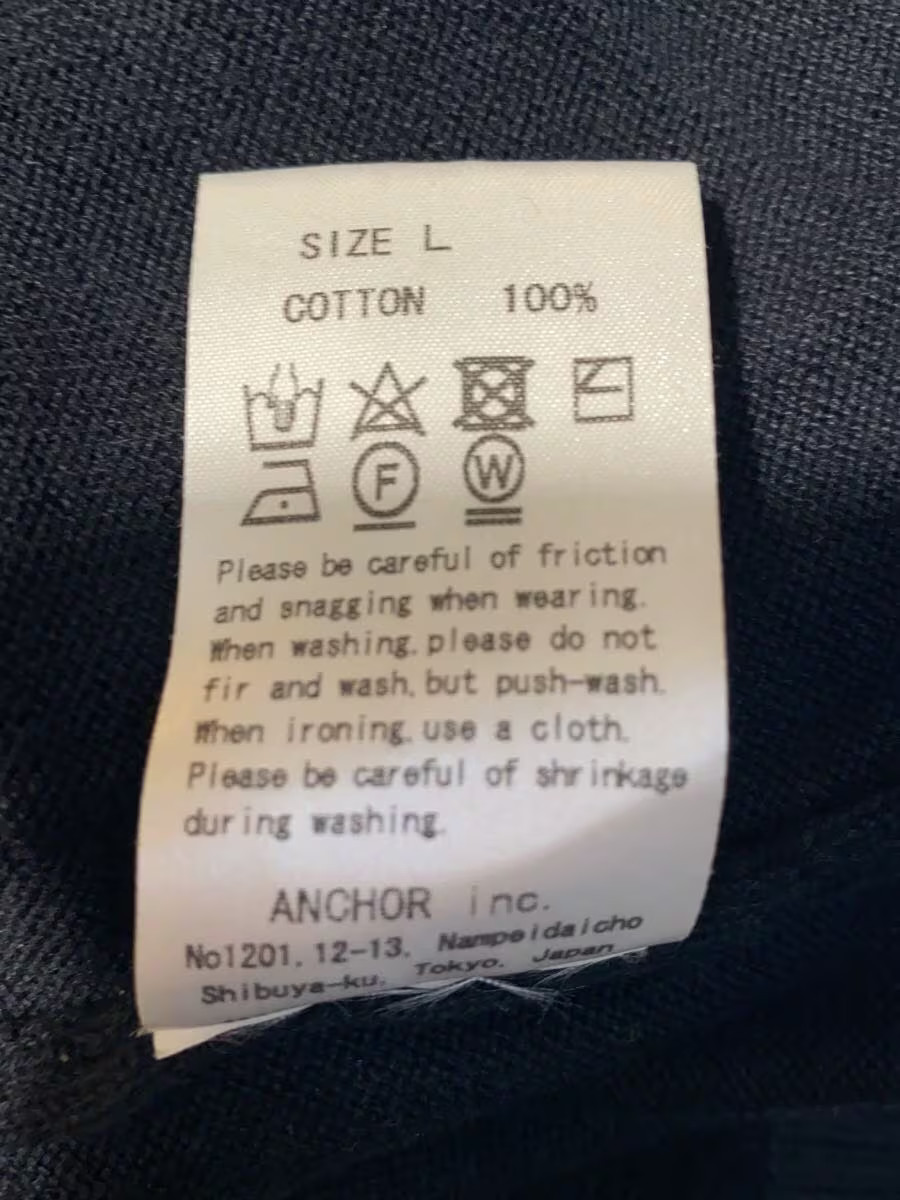 SIZE L
COTTON 100%
F W
Please be careful of friction
and snagging when wearing.
When washing, please do not
fir and wash, but push-wash.
When ironing, use a cloth.
Please be careful of shrinkage
during washing.
ANCHOR inc.
No1201, 12-13, Nampeidaicho
Shibuya-ku, Tokyo, Japan